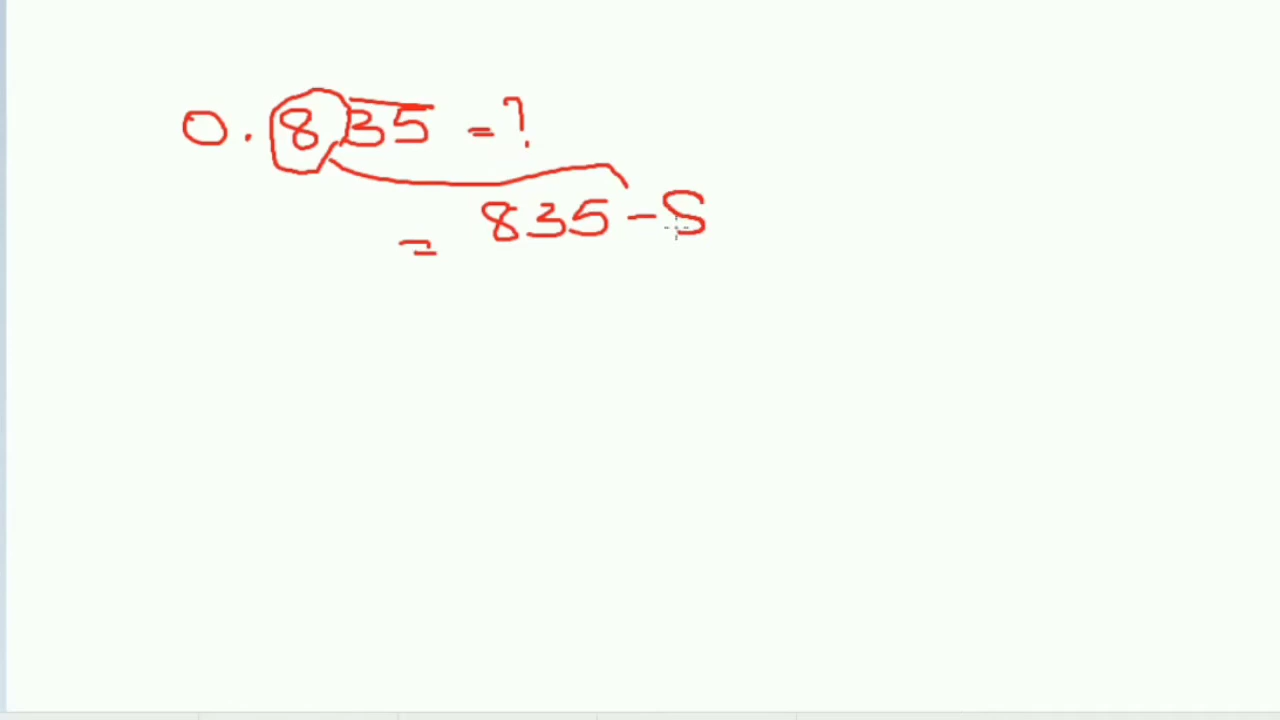 0.835 = ?
= 835 - 8